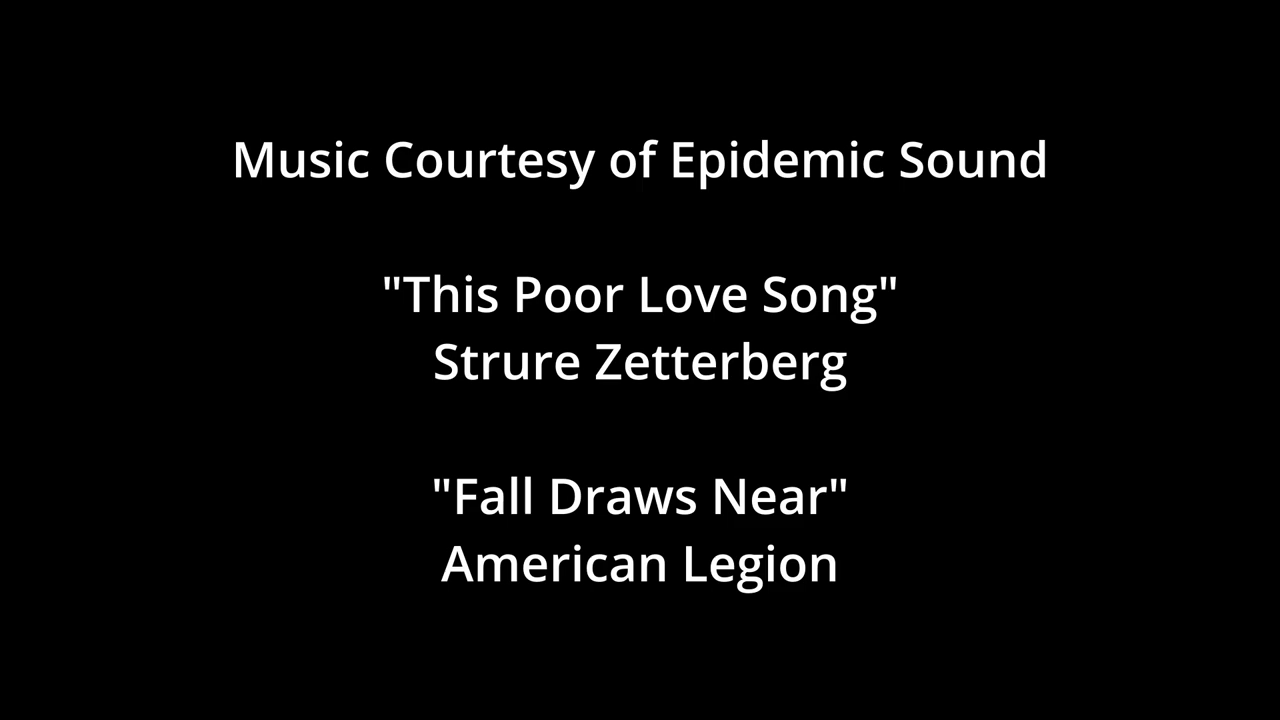 Music Courtesy of Epidemic Sound
"This Poor Love Song"
Strure Zetterberg
"Fall Draws Near"
American Legion